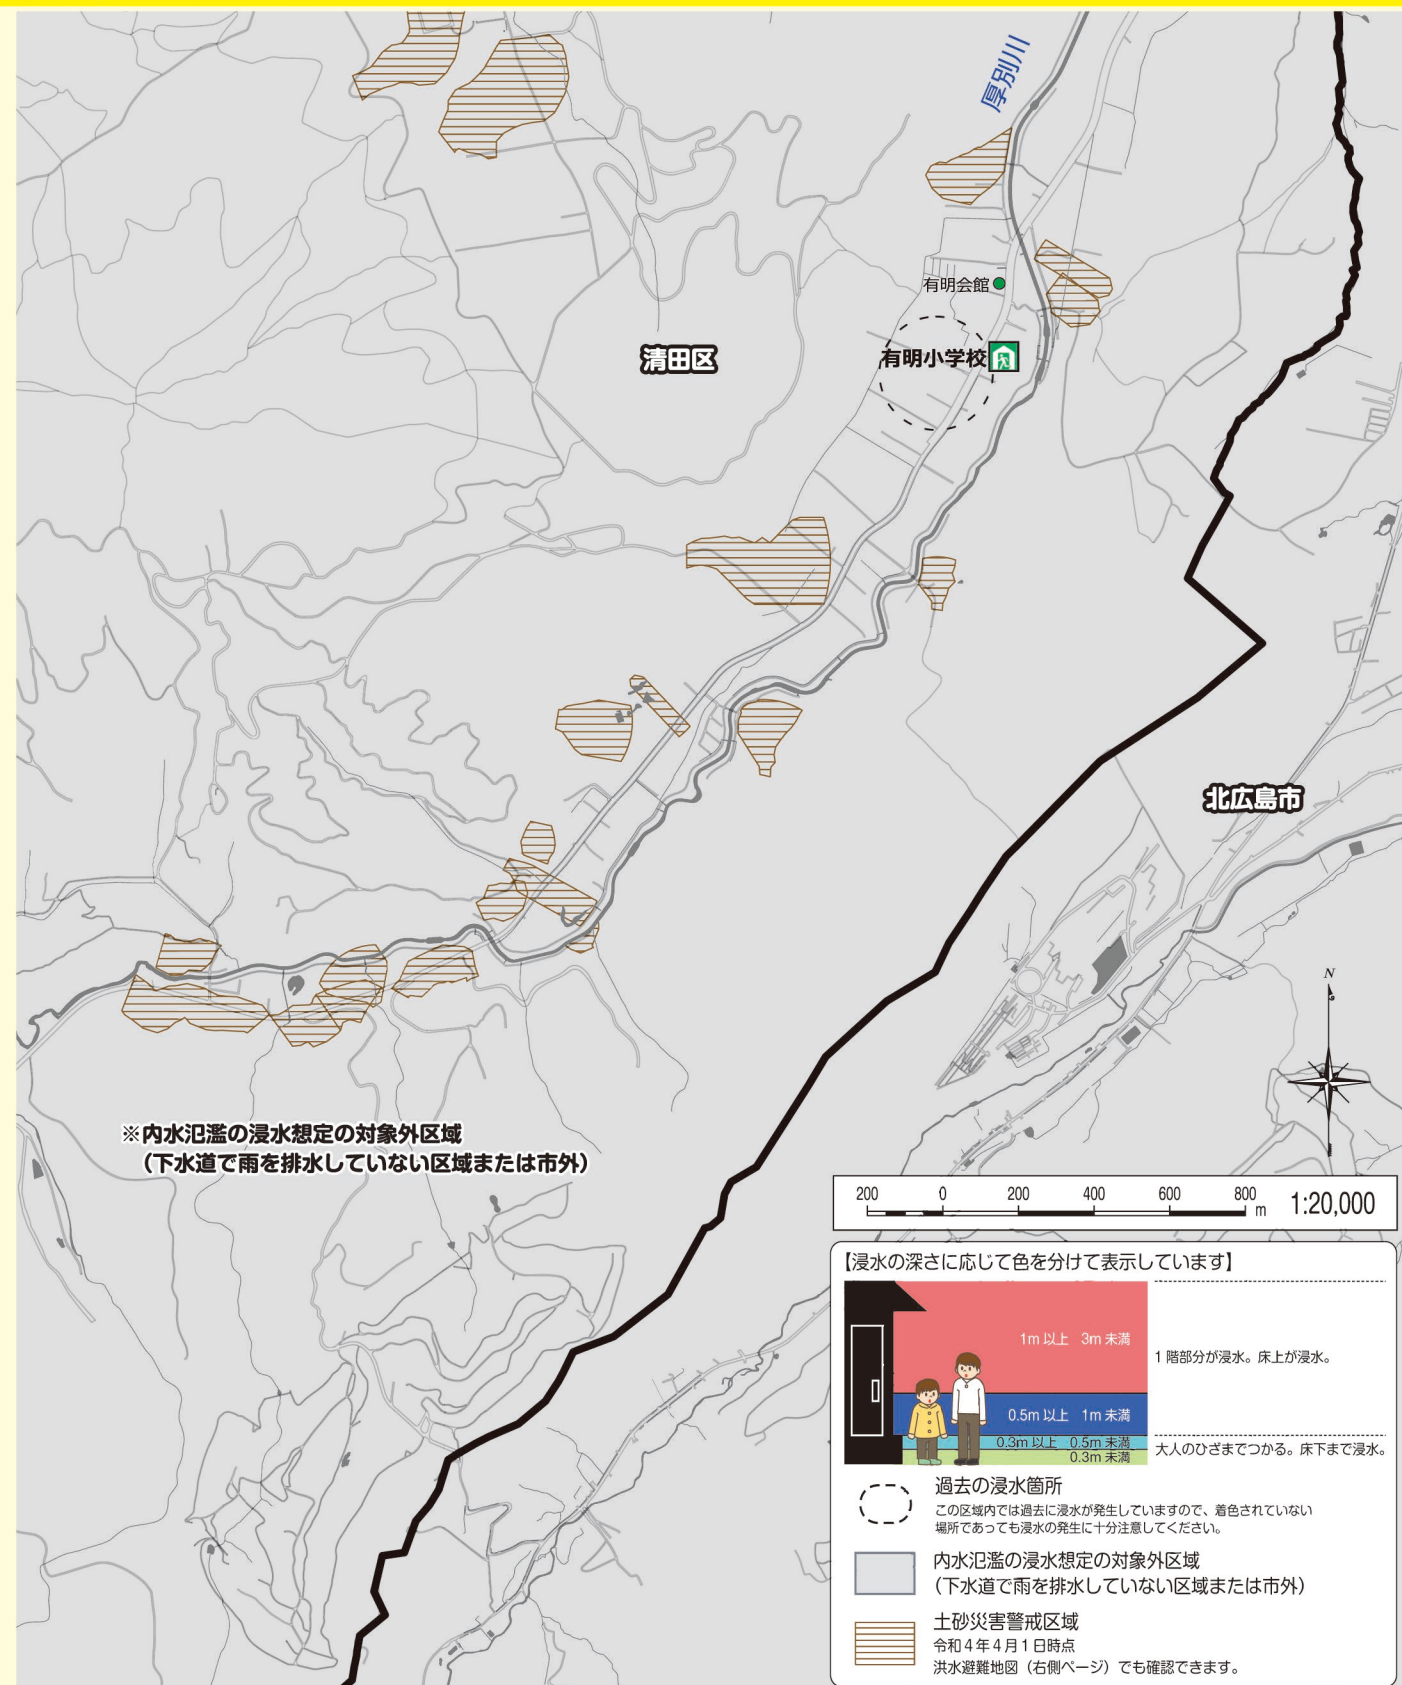 厚別川
有明会館
有明小学校
清田区
北広島市
N
※内水氾濫の浸水想定の対象外区域
（下水道で雨を排水していない区域または市外）
200 0 200 400 600 800 m 1:20,000
【浸水の深さに応じて色を分けて表示しています】
1m 以上 3m 未満
1 階部分が浸水。床上が浸水。
0.5m 以上 1m 未満
0.3m 以上 0.5m 未満
0.3m 未満
大人のひざまでつかる。床下まで浸水。
過去の浸水箇所
この区域内では過去に浸水が発生していますので、着色されていない
場所であっても浸水の発生に十分注意してください。
内水氾濫の浸水想定の対象外区域
（下水道で雨を排水していない区域または市外）
土砂災害警戒区域
令和４年４月１日時点
洪水避難地図（右側ページ）でも確認できます。